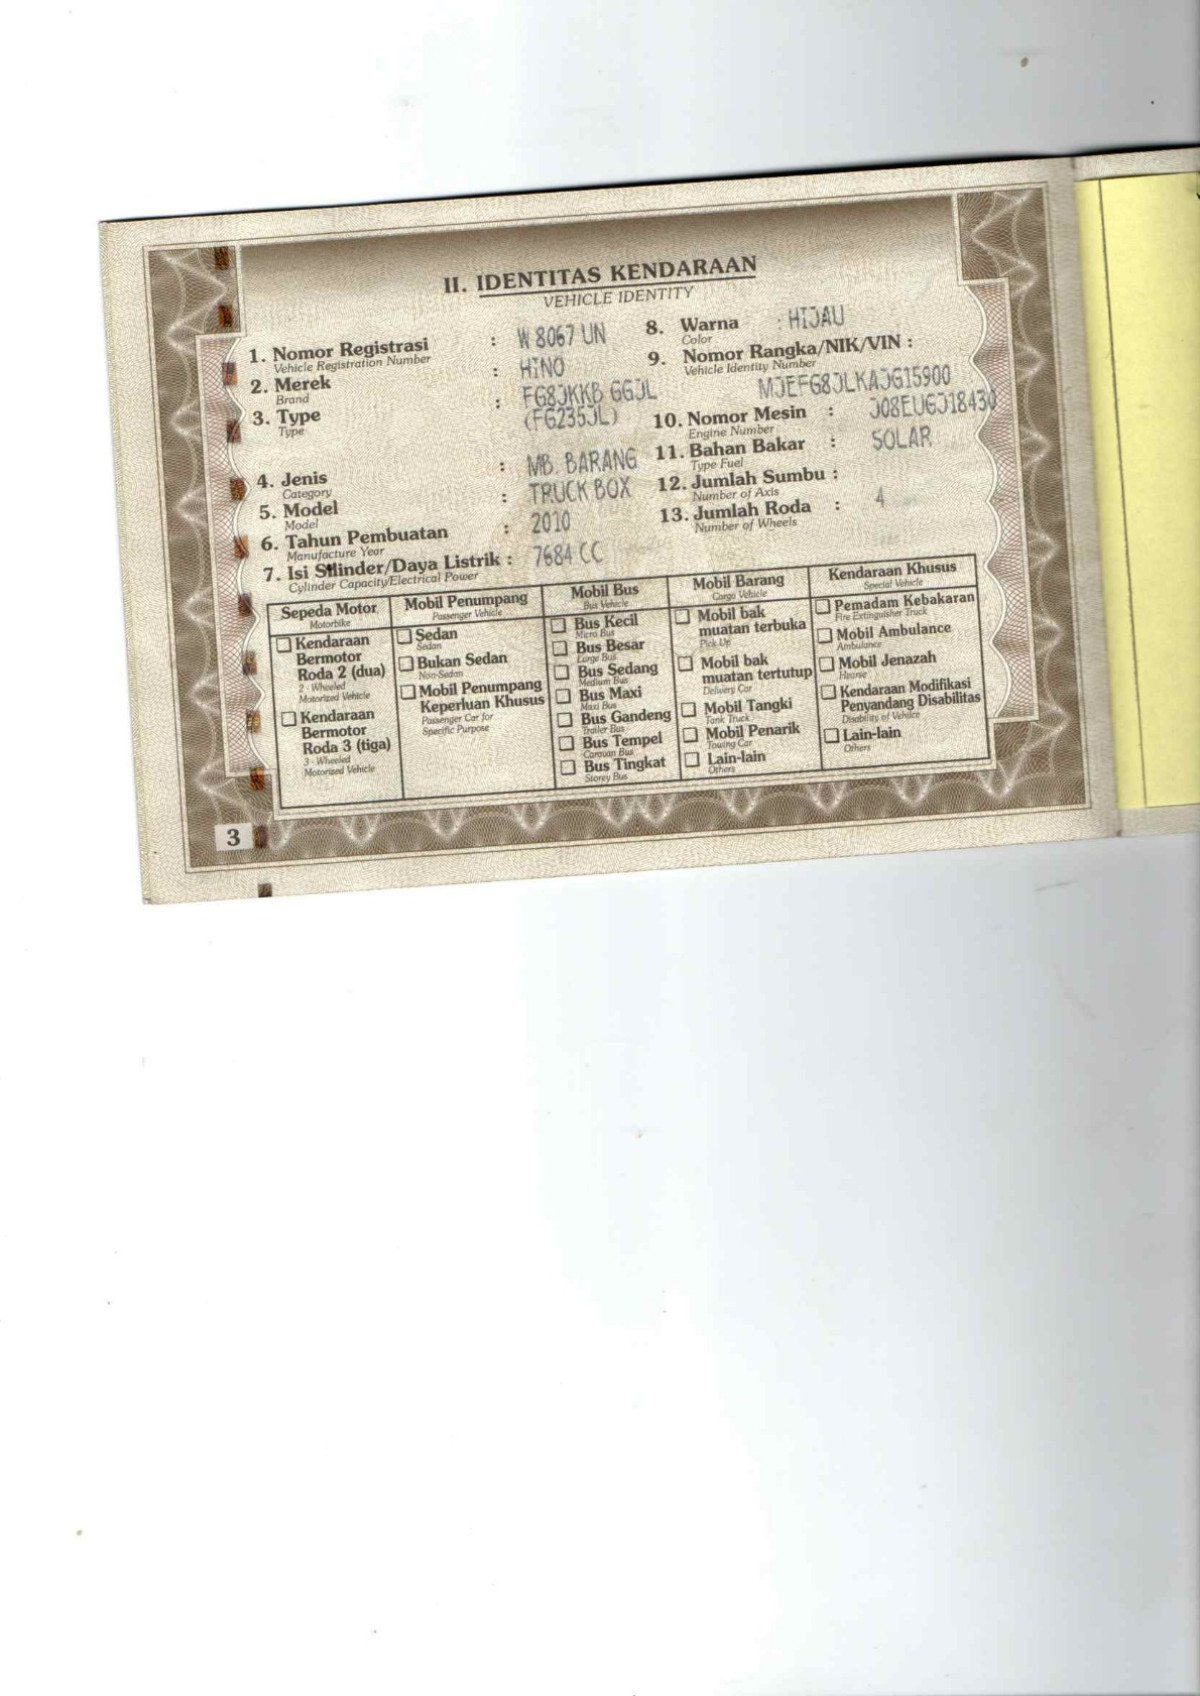 II. IDENTITAS KENDARAAN
VEHICLE IDENTITY
1. Nomor Registrasi : W 8067 UN
Vehicle Registration Number
2. Merek : HINO
Brand
3. Type : FG8JKKB GGJL
Type (FG235JL)
4. Jenis : MB. BARANG
Category
5. Model : TRUCK BOX
Model
6. Tahun Pembuatan : 2010
Manufacture Year
7. Isi Silinder/Daya Listrik : 7684 CC
Cylinder Capacity/Electrical Power
8. Warna : HIJAU
Color
9. Nomor Rangka/NIK/VIN :
Vehicle Identity Number
MJEFG8JLKAJG15900
10. Nomor Mesin : J08EUGJ18430
Engine Number
11. Bahan Bakar : SOLAR
Type Fuel
12. Jumlah Sumbu :
Number of Axis
13. Jumlah Roda : 4
Number of Wheels
Sepeda Motor
Motorbike
Kendaraan
Bermotor
Roda 2 (dua)
2 - Wheeled
Motorized Vehicle
Kendaraan
Bermotor
Roda 3 (tiga)
3 - Wheeled
Motorized Vehicle
Mobil Penumpang
Passenger Vehicle
Sedan
Sedan
Bukan Sedan
Non-Sedan
Mobil Penumpang
Keperluan Khusus
Passenger Car for
Specific Purpose
Mobil Bus
Bus Vehicle
Bus Kecil
Micro Bus
Bus Besar
Large Bus
Bus Sedang
Medium Bus
Bus Maxi
Maxi Bus
Bus Gandeng
Trailer Bus
Bus Tempel
Caravan Bus
Bus Tingkat
Storey Bus
Mobil Barang
Cargo Vehicle
Mobil bak
muatan terbuka
Pick Up
Mobil bak
muatan tertutup
Delivery Car
Mobil Tangki
Tank Truck
Mobil Penarik
Towing Car
Lain-lain
Others
Kendaraan Khusus
Special Vehicle
Pemadam Kebakaran
Fire Extinguisher Truck
Mobil Ambulance
Ambulance
Mobil Jenazah
Hearse
Kendaraan Modifikasi
Penyandang Disabilitas
Disability of Vehicle
Lain-lain
Others
3